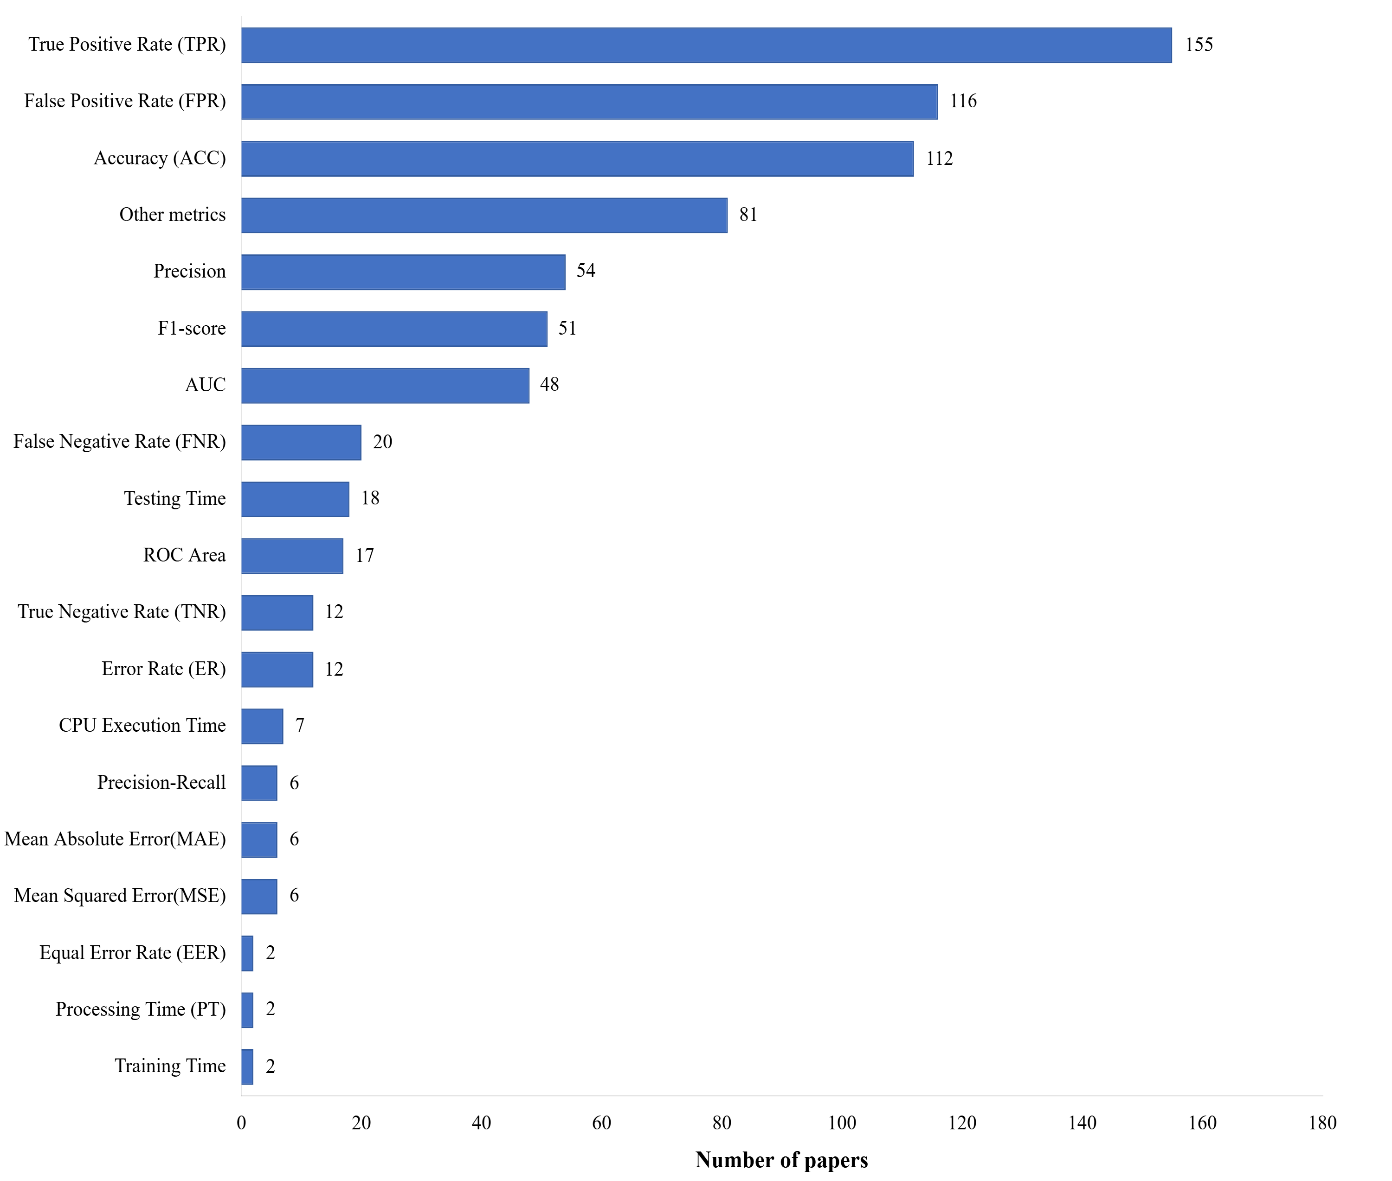 True Positive Rate (TPR) 155
False Positive Rate (FPR) 116
Accuracy (ACC) 112
Other metrics 81
Precision 54
F1-score 51
AUC 48
False Negative Rate (FNR) 20
Testing Time 18
ROC Area 17
True Negative Rate (TNR) 12
Error Rate (ER) 12
CPU Execution Time 7
Precision-Recall 6
Mean Absolute Error(MAE) 6
Mean Squared Error(MSE) 6
Equal Error Rate (EER) 2
Processing Time (PT) 2
Training Time 2
0 20 40 60 80 100 120 140 160 180
Number of papers